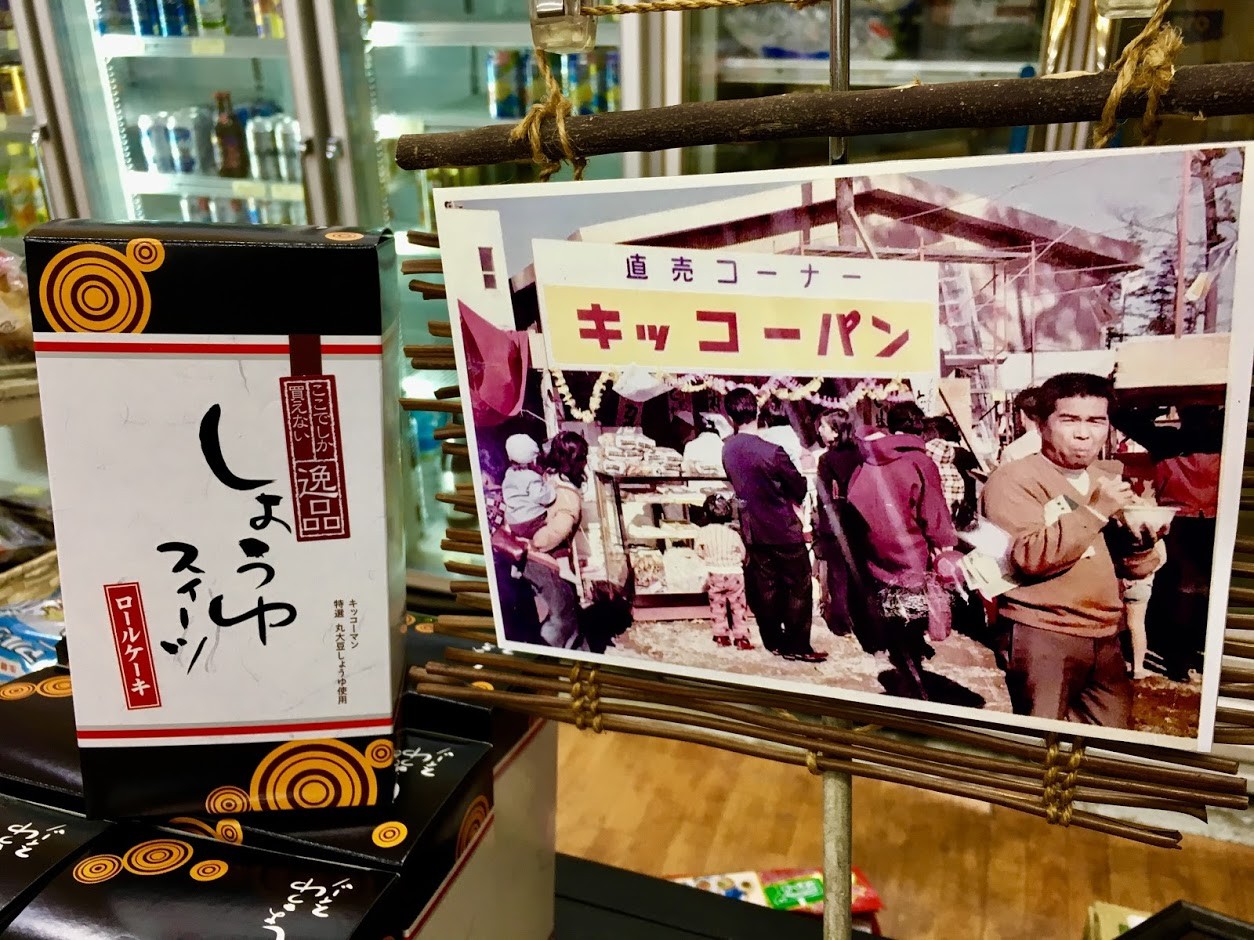 ここでしか
買えない
逸品
しょうゆ
スイーツ
ロールケーキ
キッコーマン
特選 丸大豆しょうゆ使用
直売コーナー
キッコーパン